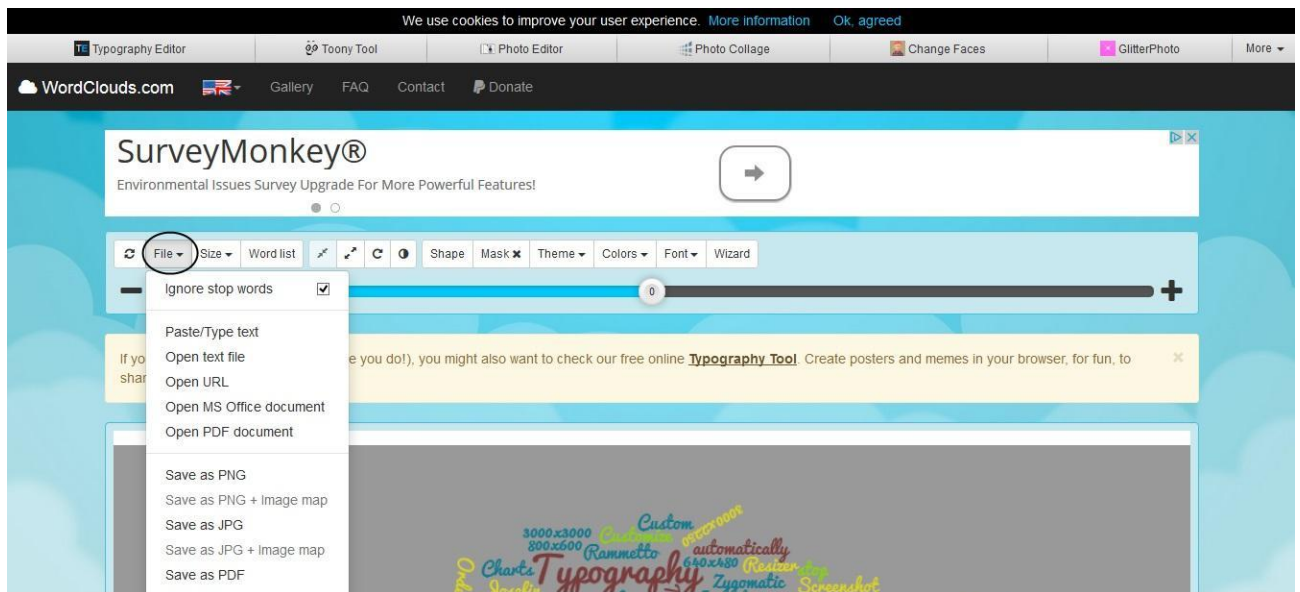 We use cookies to improve your user experience. More information Ok, agreed
Typography Editor Toony Tool Photo Editor Photo Collage Change Faces GlitterPhoto More
WordClouds.com Gallery FAQ Contact Donate
SurveyMonkey®
Environmental Issues Survey Upgrade For More Powerful Features!
File Size Word list Shape Mask Theme Colors Font Wizard
Ignore stop words
0
Paste/Type text
If yo e you do!), you might also want to check our free online Typography Tool. Create posters and memes in your browser, for fun, to
shar
Open text file
Open URL
Open MS Office document
Open PDF document
Save as PNG
Save as PNG + Image map
Save as JPG
Save as JPG + Image map
Save as PDF
Custom
3000x3000 Customize
800x600 Rammetto automatically
640x480 Resizer stop
Charts Typography Zygomatic Screenshot